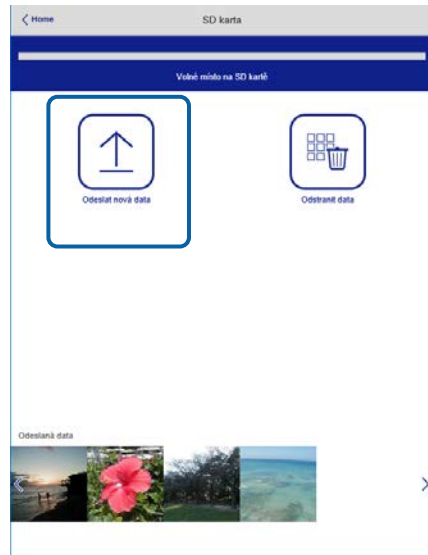 Home
SD karta
Volné místo na SD kartě
Odeslat nová data
Odstranit data
Odeslaná data